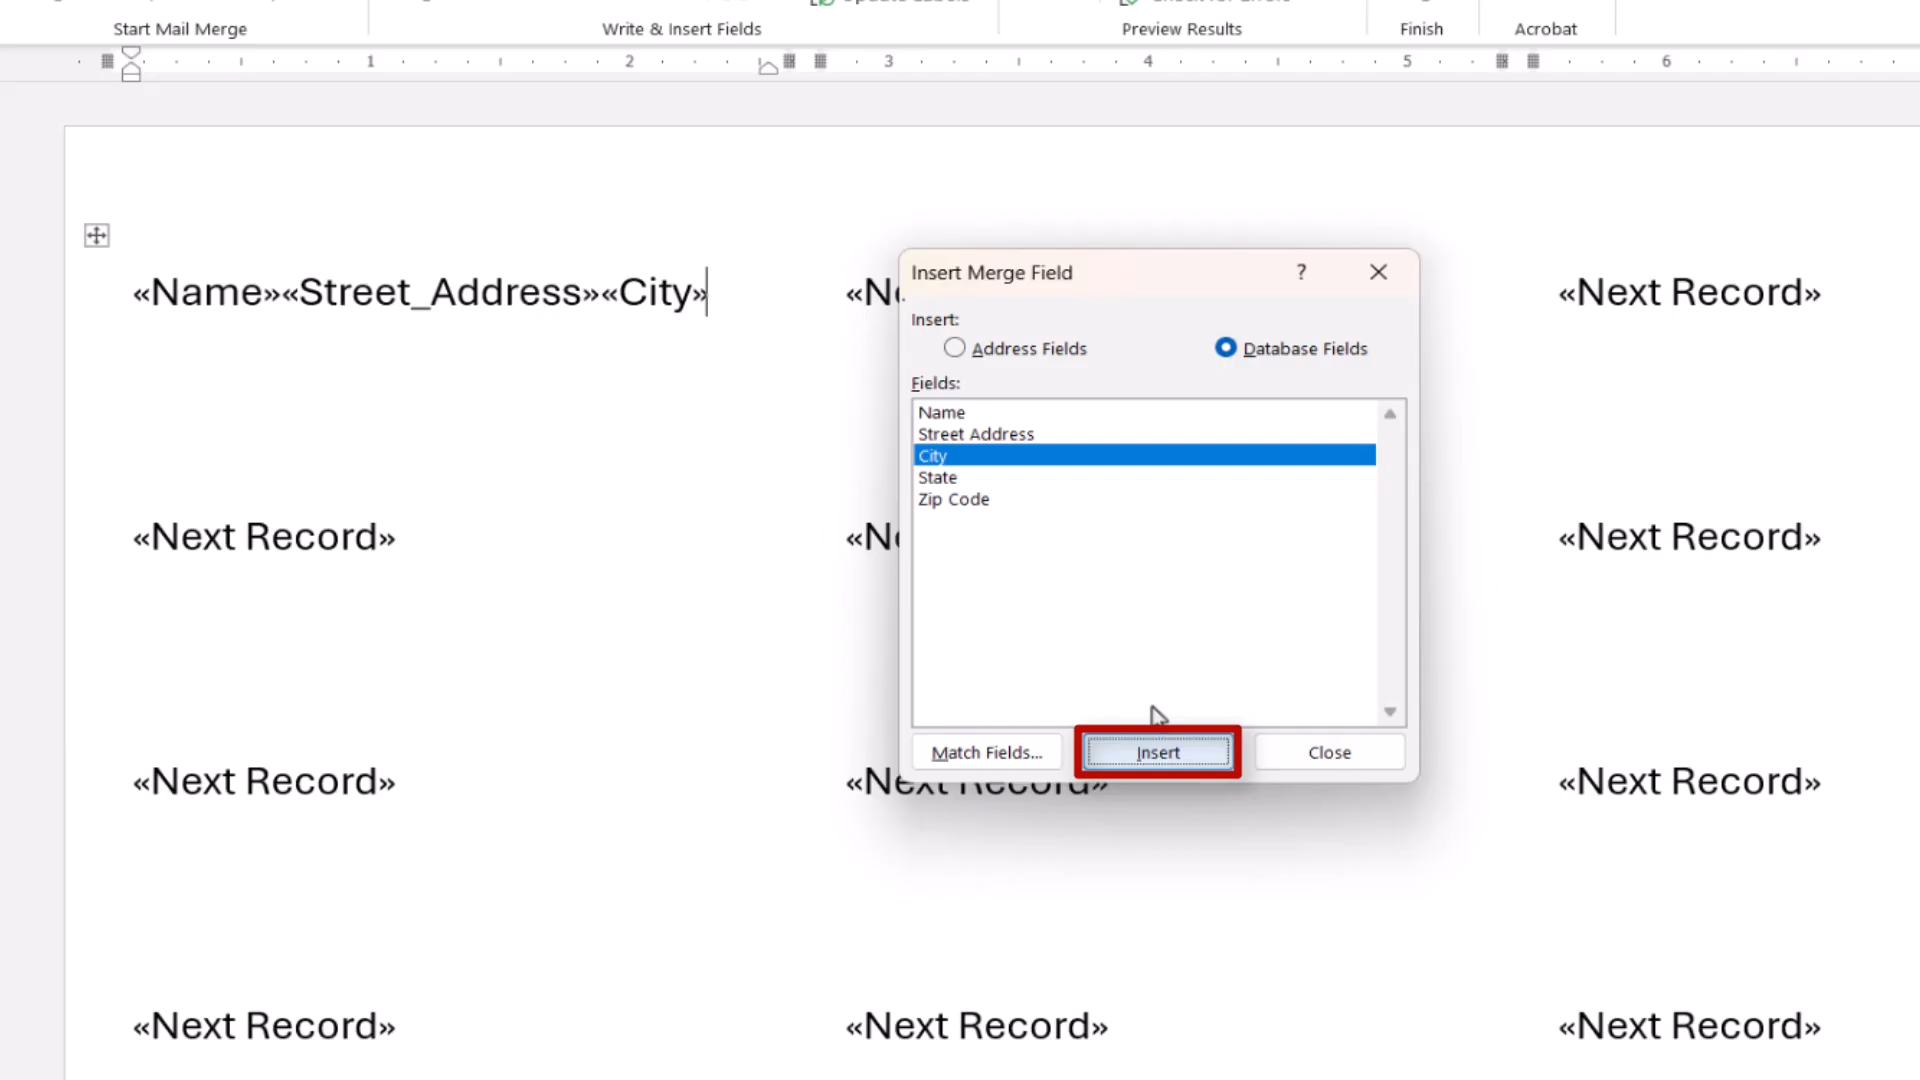 Start Mail Merge
Write & Insert Fields
Preview Results
Finish
Acrobat
1 2 3 4 5 6
«Name»«Street_Address»«City»
«Next Record»
Insert Merge Field ?
Insert:
Address Fields
Database Fields
Fields:
Name
Street Address
City
State
Zip Code
Match Fields...
Insert
Close
«Next Record»
«Next Record»
«Next Record»
«Next Record»
«Next Record»
«Next Record»
«Next Record»
«Next Record»